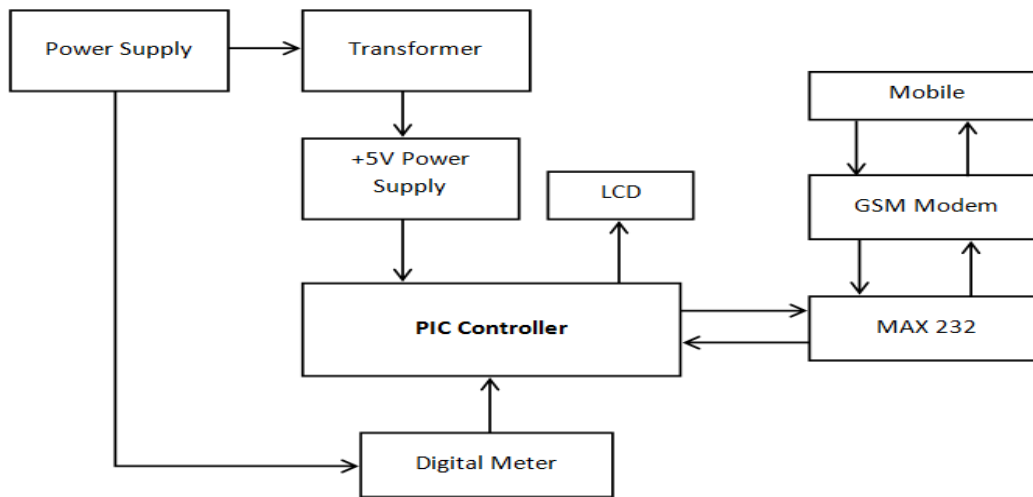 Power Supply
Transformer
Mobile
+5V Power
Supply
LCD
GSM Modem
PIC Controller
MAX 232
Digital Meter